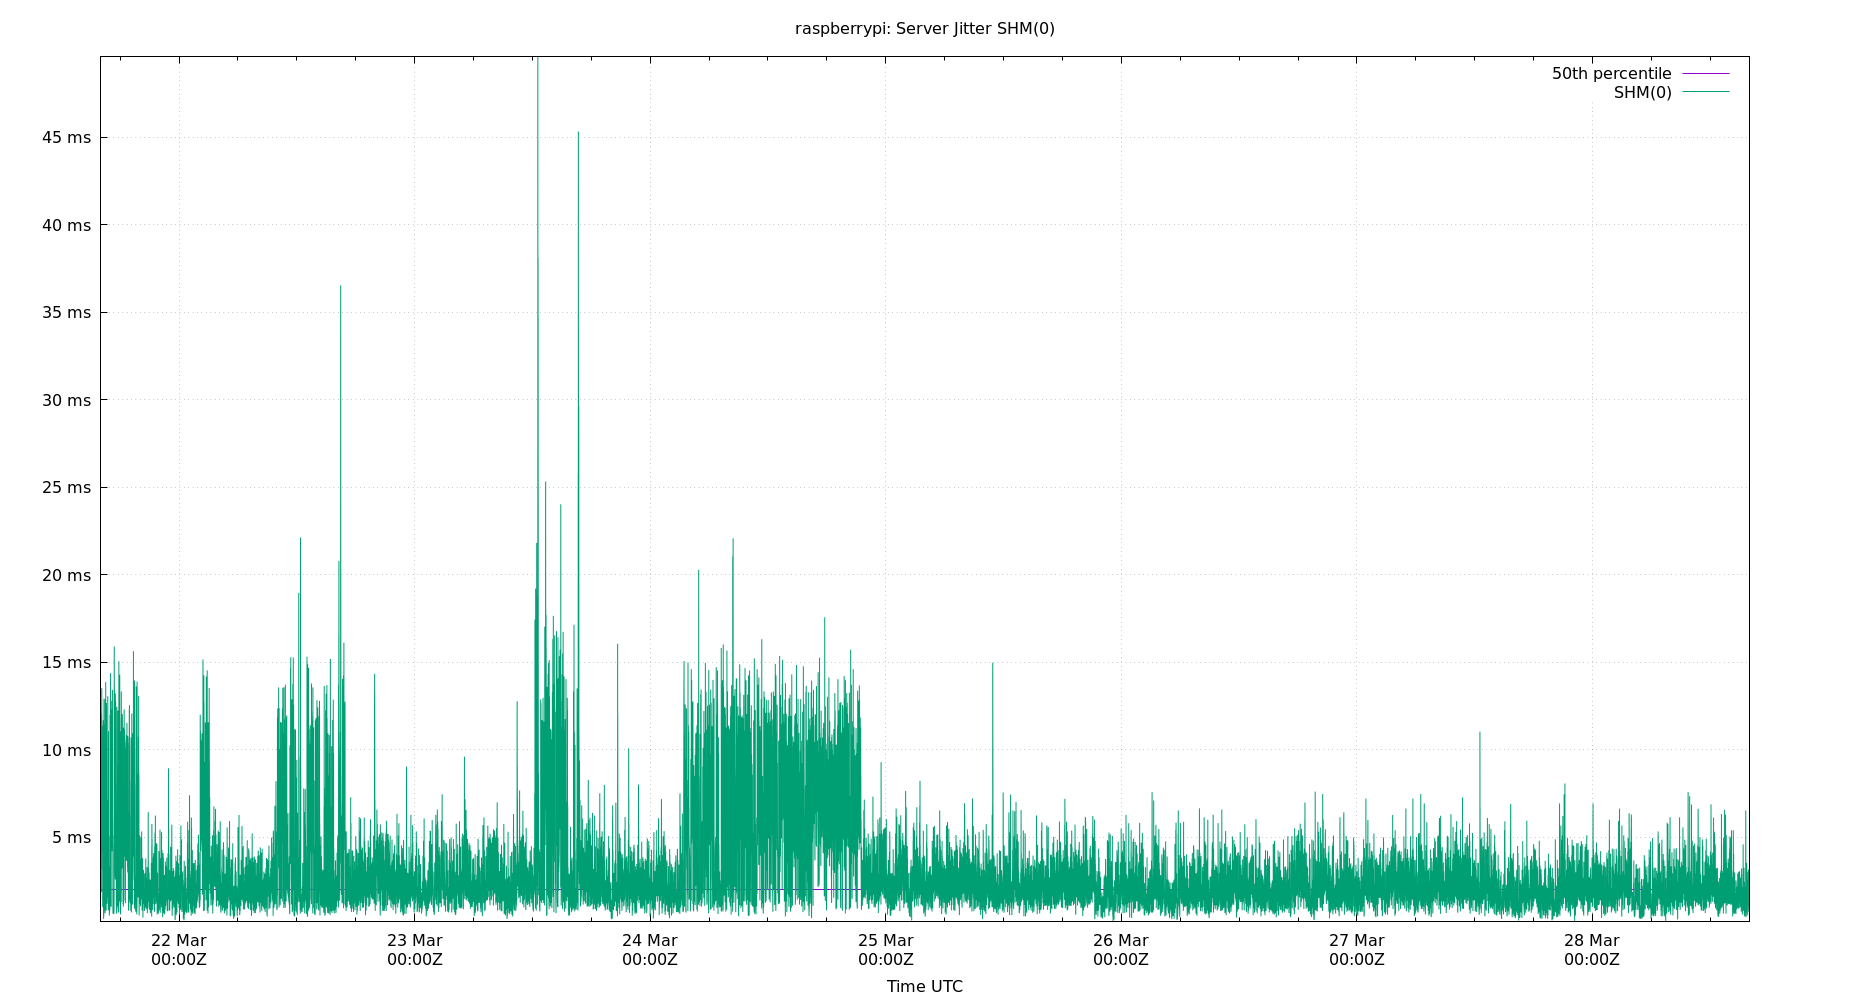 raspberrypi: Server Jitter SHM(0)
50th percentile
SHM(0)
45 ms
40 ms
35 ms
30 ms
25 ms
20 ms
15 ms
10 ms
5 ms
22 Mar 23 Mar 24 Mar 25 Mar 26 Mar 27 Mar 28 Mar
00:00Z 00:00Z 00:00Z 00:00Z 00:00Z 00:00Z 00:00Z
Time UTC